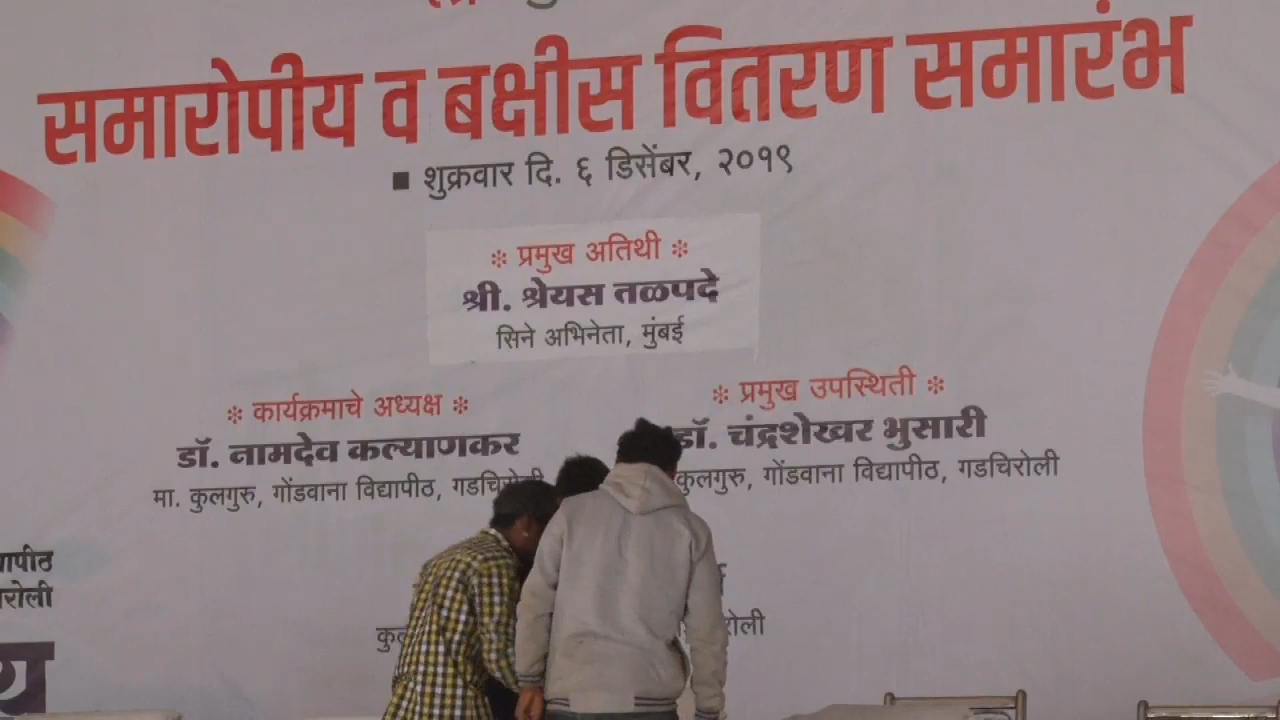 समारोपीय व बक्षीस वितरण समारंभ
■ शुक्रवार दि. ६ डिसेंबर, २०१९
❇ प्रमुख अतिथी ❇
श्री. श्रेयस तळपदे
सिने अभिनेता, मुंबई
❇ कार्यक्रमाचे अध्यक्ष ❇
डॉ. नामदेव कल्याणकर
मा. कुलगुरु, गोंडवाना विद्यापीठ, गडचिरोली
❇ प्रमुख उपस्थिती ❇
डॉ. चंद्रशेखर भुसारी
कुलगुरु, गोंडवाना विद्यापीठ, गडचिरोली